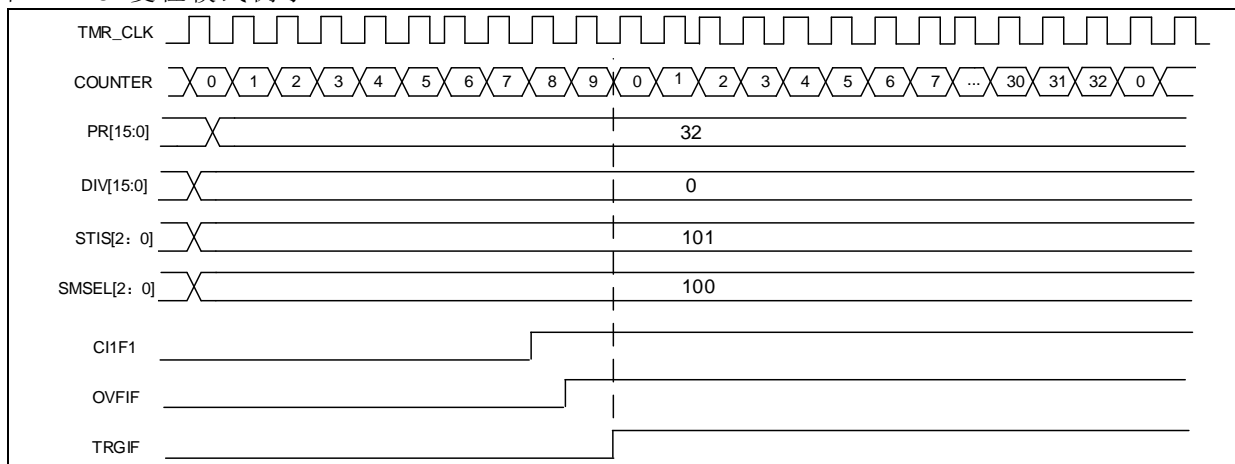 TMR_CLK
COUNTER 0 1 2 3 4 5 6 7 8 9 0 1 2 3 4 5 6 7 ... 30 31 32 0
PR[15:0] 32
DIV[15:0] 0
STIS[2：0] 101
SMSEL[2：0] 100
CI1F1
OVFIF
TRGIF